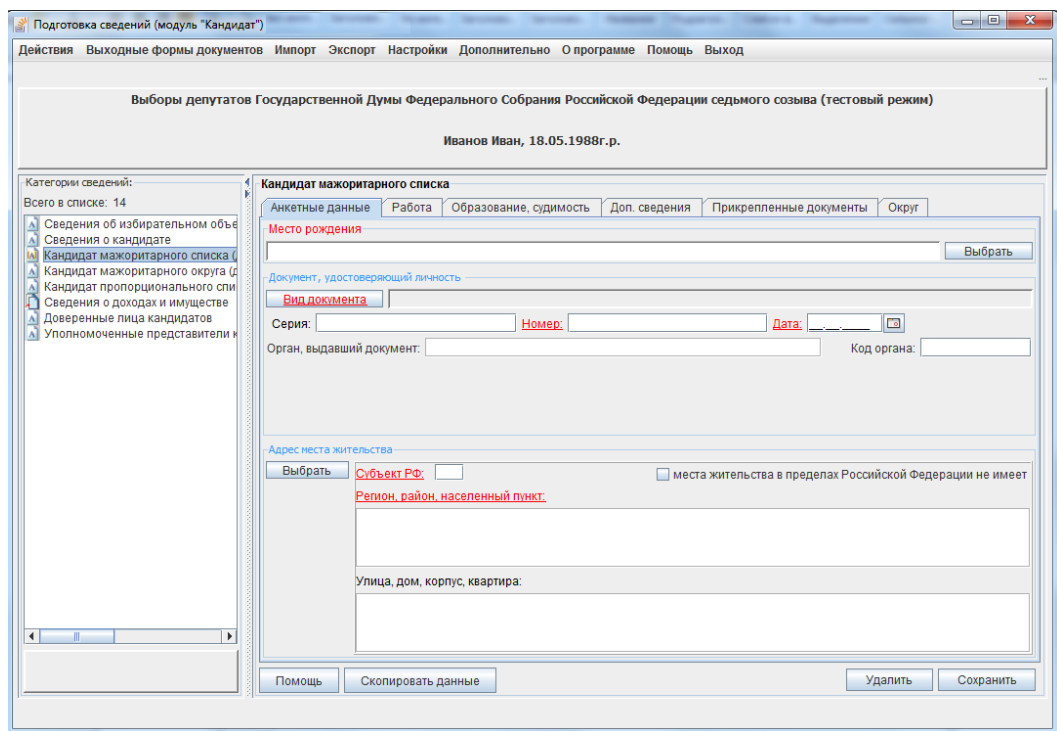 Подготовка сведений (модуль "Кандидат")
Действия Выходные формы документов Импорт Экспорт Настройки Дополнительно О программе Помощь Выход
...
Выборы депутатов Государственной Думы Федерального Собрания Российской Федерации седьмого созыва (тестовый режим)
Иванов Иван, 18.05.1988г.р.
Категории сведений:
Всего в списке: 14
Сведения об избирательном объе
Сведения о кандидате
Кандидат мажоритарного списка (
Кандидат мажоритарного округа (д
Кандидат пропорционального спи
Сведения о доходах и имуществе
Доверенные лица кандидатов
Уполномоченные представители к
Кандидат мажоритарного списка
Анкетные данные Работа Образование, судимость Доп. сведения Прикрепленные документы Округ
Место рождения
Выбрать
Документ, удостоверяющий личность
Вид документа
Серия: Номер: Дата: __.__.____
Орган, выдавший документ: Код органа:
Адрес места жительства
Выбрать Субъект РФ: места жительства в пределах Российской Федерации не имеет
Регион, район, населенный пункт:
Улица, дом, корпус, квартира:
Помощь Скопировать данные Удалить Сохранить